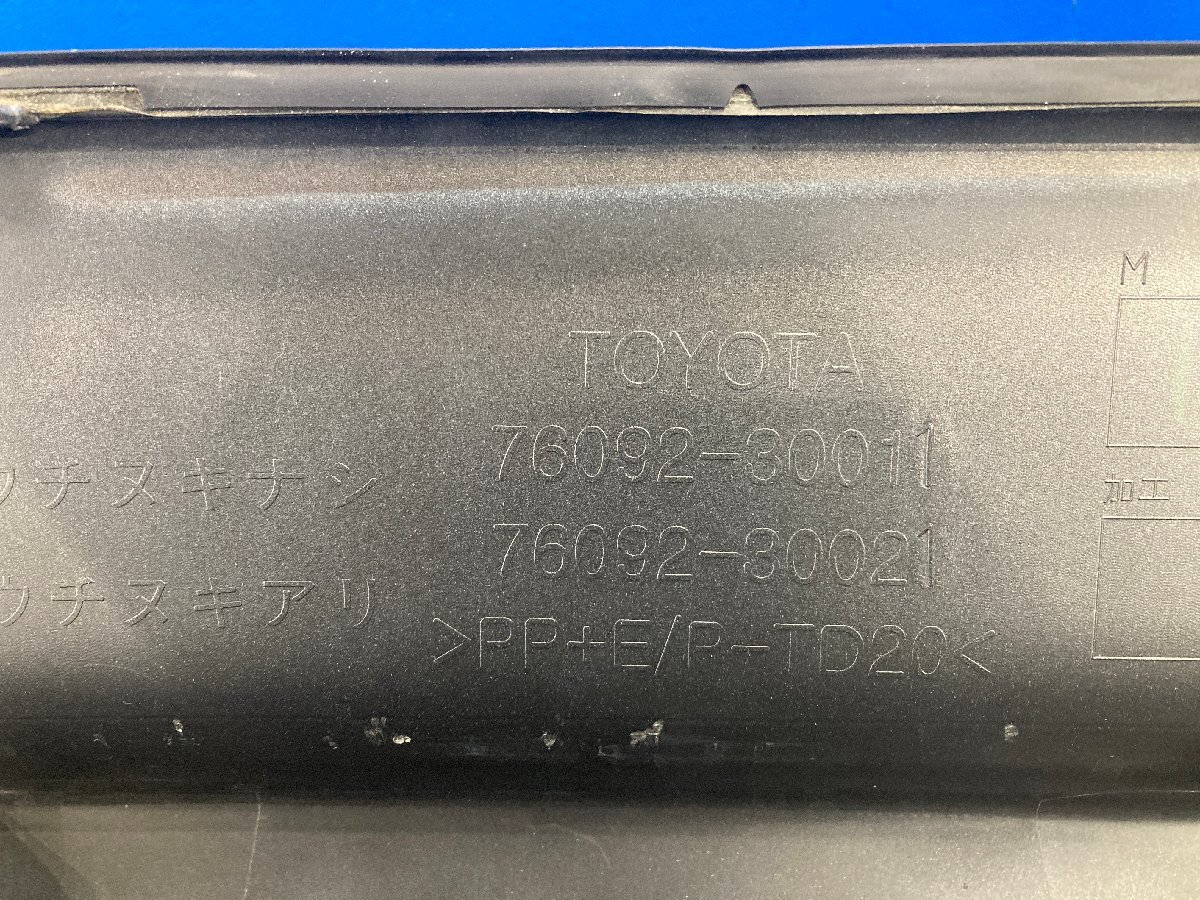 M
TOYOTA
76092-30011
ウチヌキナシ
加工
76092-30021
ウチヌキアリ
>PP+E/P-TD20<